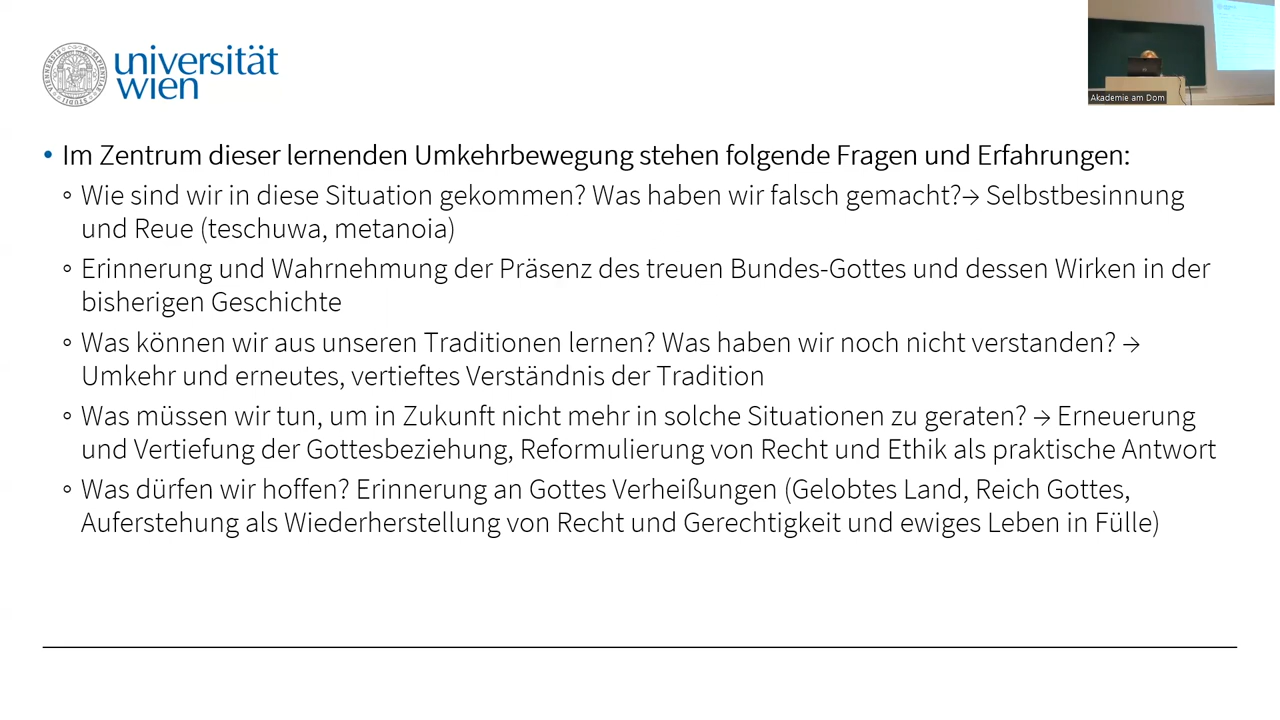 universität
wien
Akademie am Dom
• Im Zentrum dieser lernenden Umkehrbewegung stehen folgende Fragen und Erfahrungen:
◦ Wie sind wir in diese Situation gekommen? Was haben wir falsch gemacht?→ Selbstbesinnung
und Reue (teschuwa, metanoia)
◦ Erinnerung und Wahrnehmung der Präsenz des treuen Bundes-Gottes und dessen Wirken in der
bisherigen Geschichte
◦ Was können wir aus unseren Traditionen lernen? Was haben wir noch nicht verstanden? →
Umkehr und erneutes, vertieftes Verständnis der Tradition
◦ Was müssen wir tun, um in Zukunft nicht mehr in solche Situationen zu geraten? → Erneuerung
und Vertiefung der Gottesbeziehung, Reformulierung von Recht und Ethik als praktische Antwort
◦ Was dürfen wir hoffen? Erinnerung an Gottes Verheißungen (Gelobtes Land, Reich Gottes,
Auferstehung als Wiederherstellung von Recht und Gerechtigkeit und ewiges Leben in Fülle)